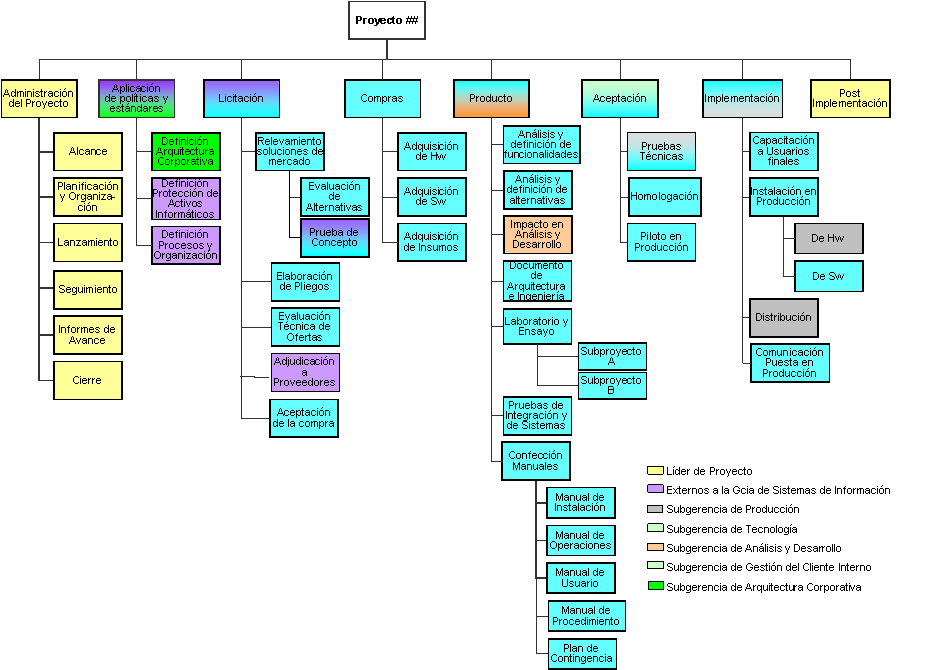 Proyecto ##
Administración
del Proyecto
Aplicación
de políticas y
estándares
Licitación
Compras
Producto
Aceptación
Implementación
Post
Implementación
Alcance
Planificación
y Organiza-
ción
Lanzamiento
Seguimiento
Informes de
Avance
Cierre
Definición
Arquitectura
Corporativa
Definición
Protección de
Activos
Informáticos
Definición
Procesos y
Organización
Relevamiento
soluciones de
mercado
Evaluación
de
Alternativas
Prueba de
Concepto
Elaboración
de Pliegos
Evaluación
Técnica de
Ofertas
Adjudicación
a
Proveedores
Aceptación
de la compra
Adquisición
de Hw
Adquisición
de Sw
Adquisición
de Insumos
Análisis y
definición de
funcionalidades
Análisis y
definición de
alternativas
Impacto en
Análisis y
Desarrollo
Documento
de
Arquitectura
e Ingeniería
Laboratorio y
Ensayo
Subproyecto
A
Subproyecto
B
Pruebas de
Integración y
de Sistemas
Confección
Manuales
Manual de
Instalación
Manual de
Operaciones
Manual de
Usuario
Manual de
Procedimiento
Plan de
Contingencia
Pruebas
Técnicas
Homologación
Piloto en
Producción
Capacitación
a Usuarios
finales
Instalación en
Producción
De Hw
De Sw
Distribución
Comunicación
Puesta en
Producción
Líder de Proyecto
Externos a la Gcia de Sistemas de Información
Subgerencia de Producción
Subgerencia de Tecnología
Subgerencia de Análisis y Desarrollo
Subgerencia de Gestión del Cliente Interno
Subgerencia de Arquitectura Corporativa